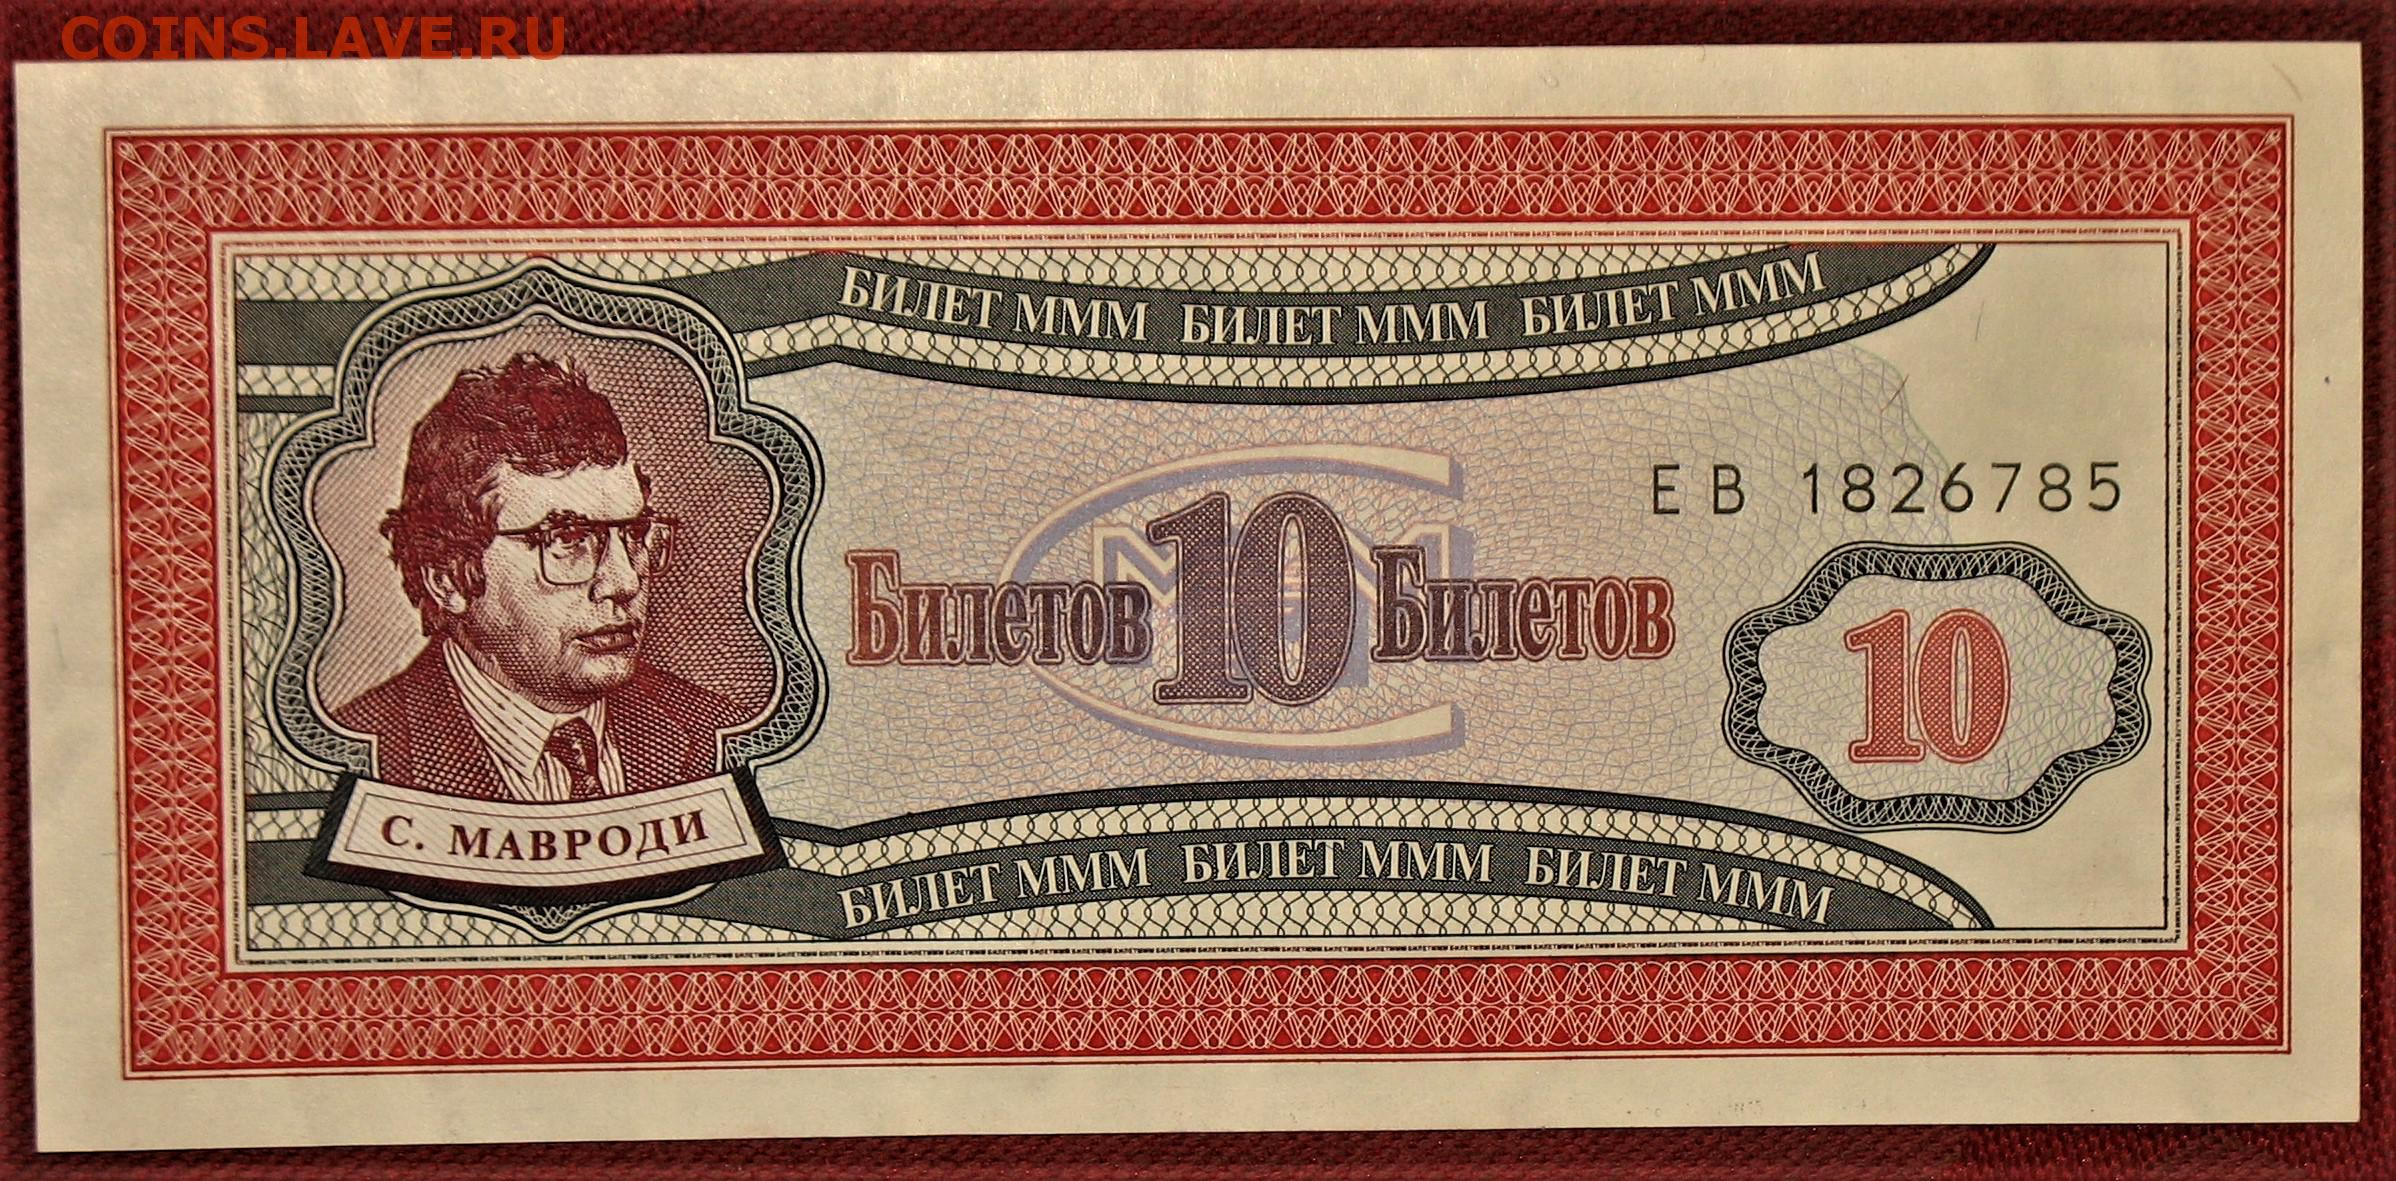 COINS.LAVE.RU
БИЛЕТ МММ БИЛЕТ МММ БИЛЕТ МММ
ЕВ 1826785
Билетов 10 Билетов
10
С. МАВРОДИ
БИЛЕТ МММ БИЛЕТ МММ БИЛЕТ МММ